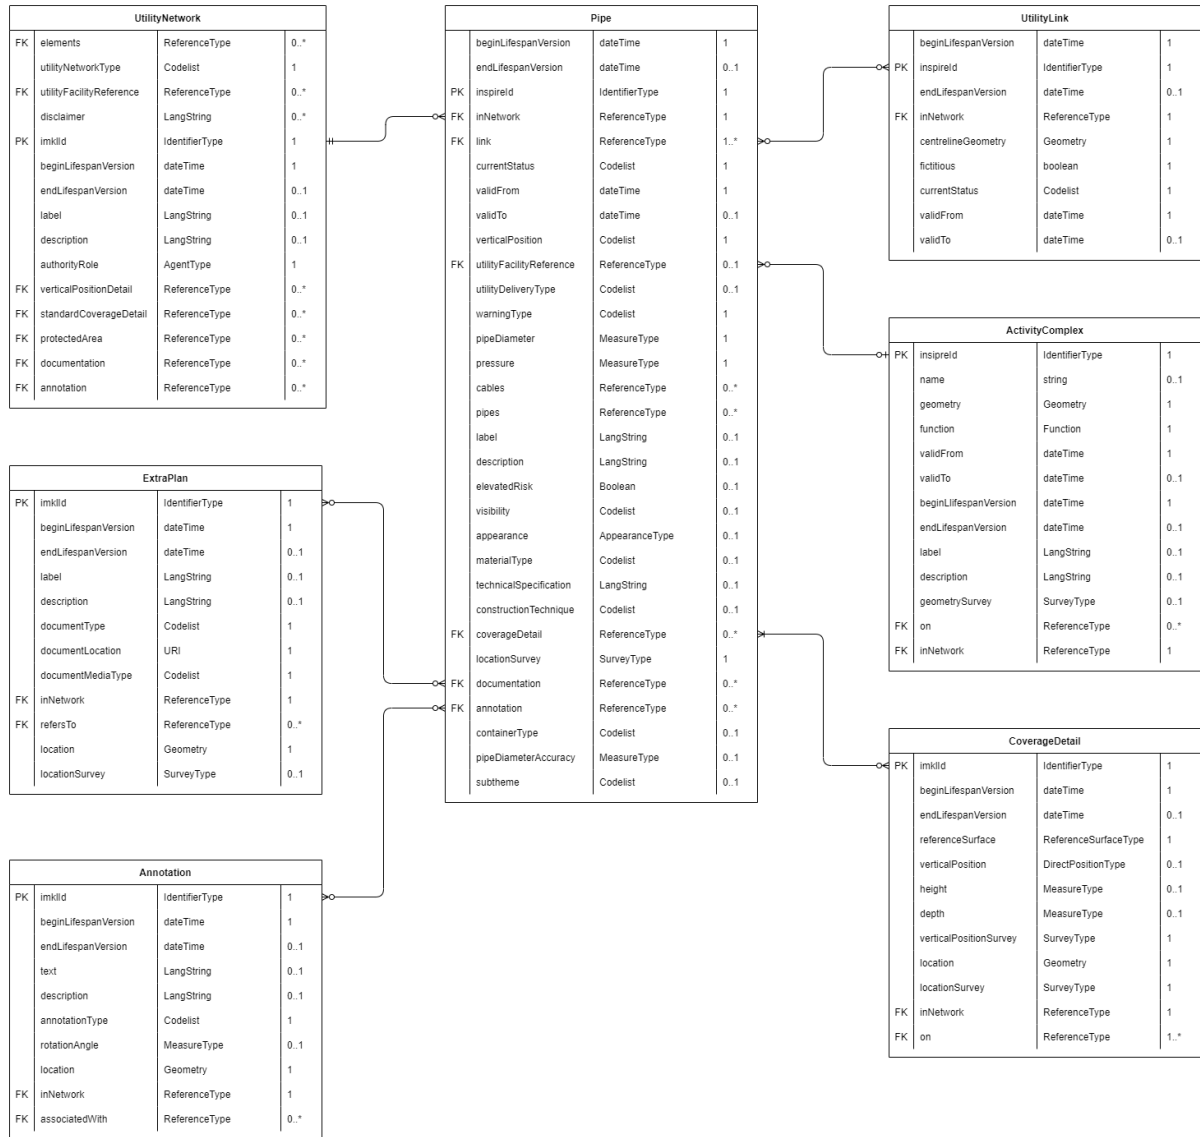 UtilityNetwork
FK elements ReferenceType 0..*
utilityNetworkType Codelist 1
FK utilityFacilityReference ReferenceType 0..*
disclaimer LangString 0..*
PK imklId IdentifierType 1
beginLifespanVersion dateTime 1
endLifespanVersion dateTime 0..1
label LangString 0..1
description LangString 0..1
authorityRole AgentType 1
FK verticalPositionDetail ReferenceType 0..*
FK standardCoverageDetail ReferenceType 0..*
FK protectedArea ReferenceType 0..*
FK documentation ReferenceType 0..*
FK annotation ReferenceType 0..*
ExtraPlan
PK imklId IdentifierType 1
beginLifespanVersion dateTime 1
endLifespanVersion dateTime 0..1
label LangString 0..1
description LangString 0..1
documentType Codelist 1
documentLocation URI 1
documentMediaType Codelist 1
FK inNetwork ReferenceType 1
FK refersTo ReferenceType 0..*
location Geometry 1
locationSurvey SurveyType 0..1
Annotation
PK imklId IdentifierType 1
beginLifespanVersion dateTime 1
endLifespanVersion dateTime 0..1
text LangString 0..1
description LangString 0..1
annotationType Codelist 1
rotationAngle MeasureType 0..1
location Geometry 1
FK inNetwork ReferenceType 1
FK associatedWith ReferenceType 0..*
Pipe
beginLifespanVersion dateTime 1
endLifespanVersion dateTime 0..1
PK inspireId IdentifierType 1
FK inNetwork ReferenceType 1
FK link ReferenceType 1..*
currentStatus Codelist 1
validFrom dateTime 1
validTo dateTime 0..1
verticalPosition Codelist 1
FK utilityFacilityReference ReferenceType 0..1
utilityDeliveryType Codelist 0..1
warningType Codelist 1
pipeDiameter MeasureType 1
pressure MeasureType 1
cables ReferenceType 0..*
pipes ReferenceType 0..*
label LangString 0..1
description LangString 0..1
elevatedRisk Boolean 0..1
visibility Codelist 0..1
appearance AppearanceType 0..1
materialType Codelist 0..1
technicalSpecification LangString 0..1
constructionTechnique Codelist 0..1
FK coverageDetail ReferenceType 0..*
locationSurvey SurveyType 1
FK documentation ReferenceType 0..*
FK annotation ReferenceType 0..*
containerType Codelist 0..1
pipeDiameterAccuracy MeasureType 0..1
subtheme Codelist 0..1
UtilityLink
beginLifespanVersion dateTime 1
PK inspireId IdentifierType 1
endLifespanVersion dateTime 0..1
FK inNetwork ReferenceType 1
centrelineGeometry Geometry 1
fictitious boolean 1
currentStatus Codelist 1
validFrom dateTime 1
validTo dateTime 0..1
ActivityComplex
PK insipreId IdentifierType 1
name string 0..1
geometry Geometry 1
function Function 1
validFrom dateTime 1
validTo dateTime 0..1
beginLlifespanVersion dateTime 1
endLifespanVersion dateTime 0..1
label LangString 0..1
description LangString 0..1
geometrySurvey SurveyType 0..1
FK on ReferenceType 0..*
FK inNetwork ReferenceType 1
CoverageDetail
PK imklId IdentifierType 1
beginLifespanVersion dateTime 1
endLifespanVersion dateTime 0..1
referenceSurface ReferenceSurfaceType 1
verticalPosition DirectPositionType 0..1
height MeasureType 0..1
depth MeasureType 0..1
verticalPositionSurvey SurveyType 1
location Geometry 1
locationSurvey SurveyType 1
FK inNetwork ReferenceType 1
FK on ReferenceType 1..*